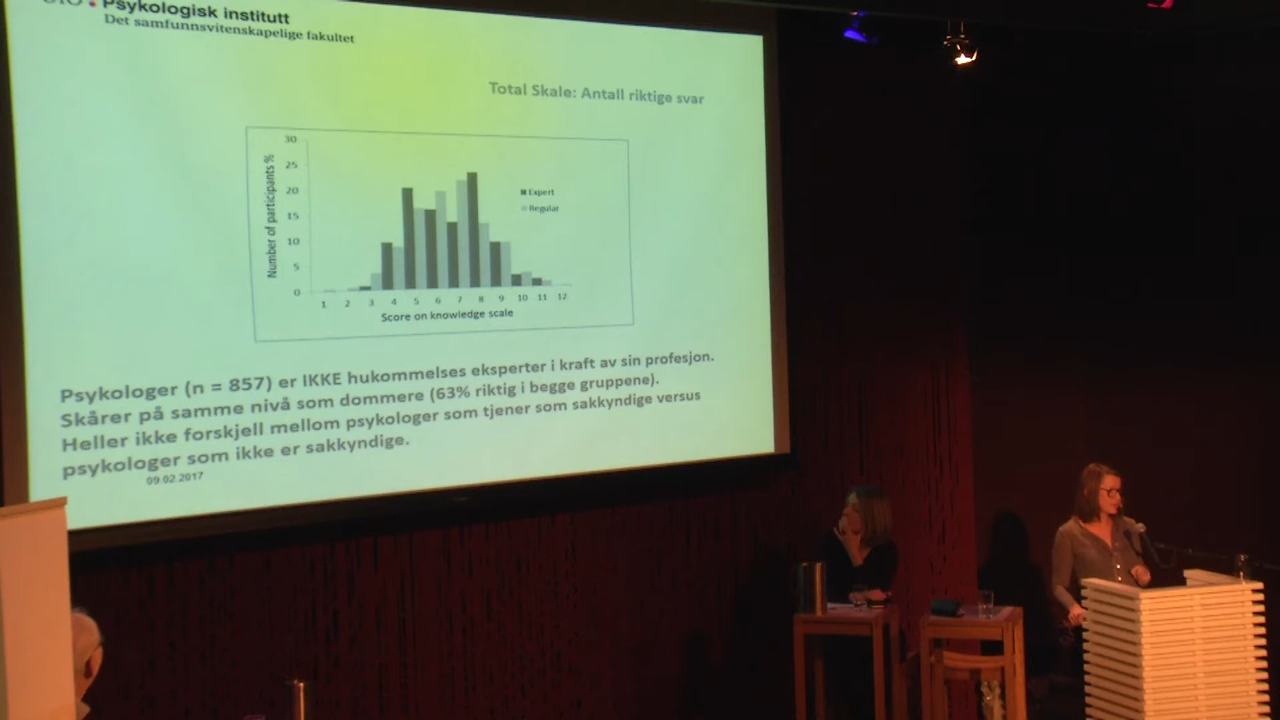 Psykologisk institutt
Det samfunnsvitenskapelige fakultet
Total Skale: Antall riktige svar
Number of participants %
30
25
20
15
10
5
0
Expert
Regular
1 2 3 4 5 6 7 8 9 10 11 12
Score on knowledge scale
Psykologer (n = 857) er IKKE hukommelses eksperter i kraft av sin profesjon.
Skårer på samme nivå som dommere (63% riktig i begge gruppene).
Heller ikke forskjell mellom psykologer som tjener som sakkyndige versus
psykologer som ikke er sakkyndige.
09.02.2017